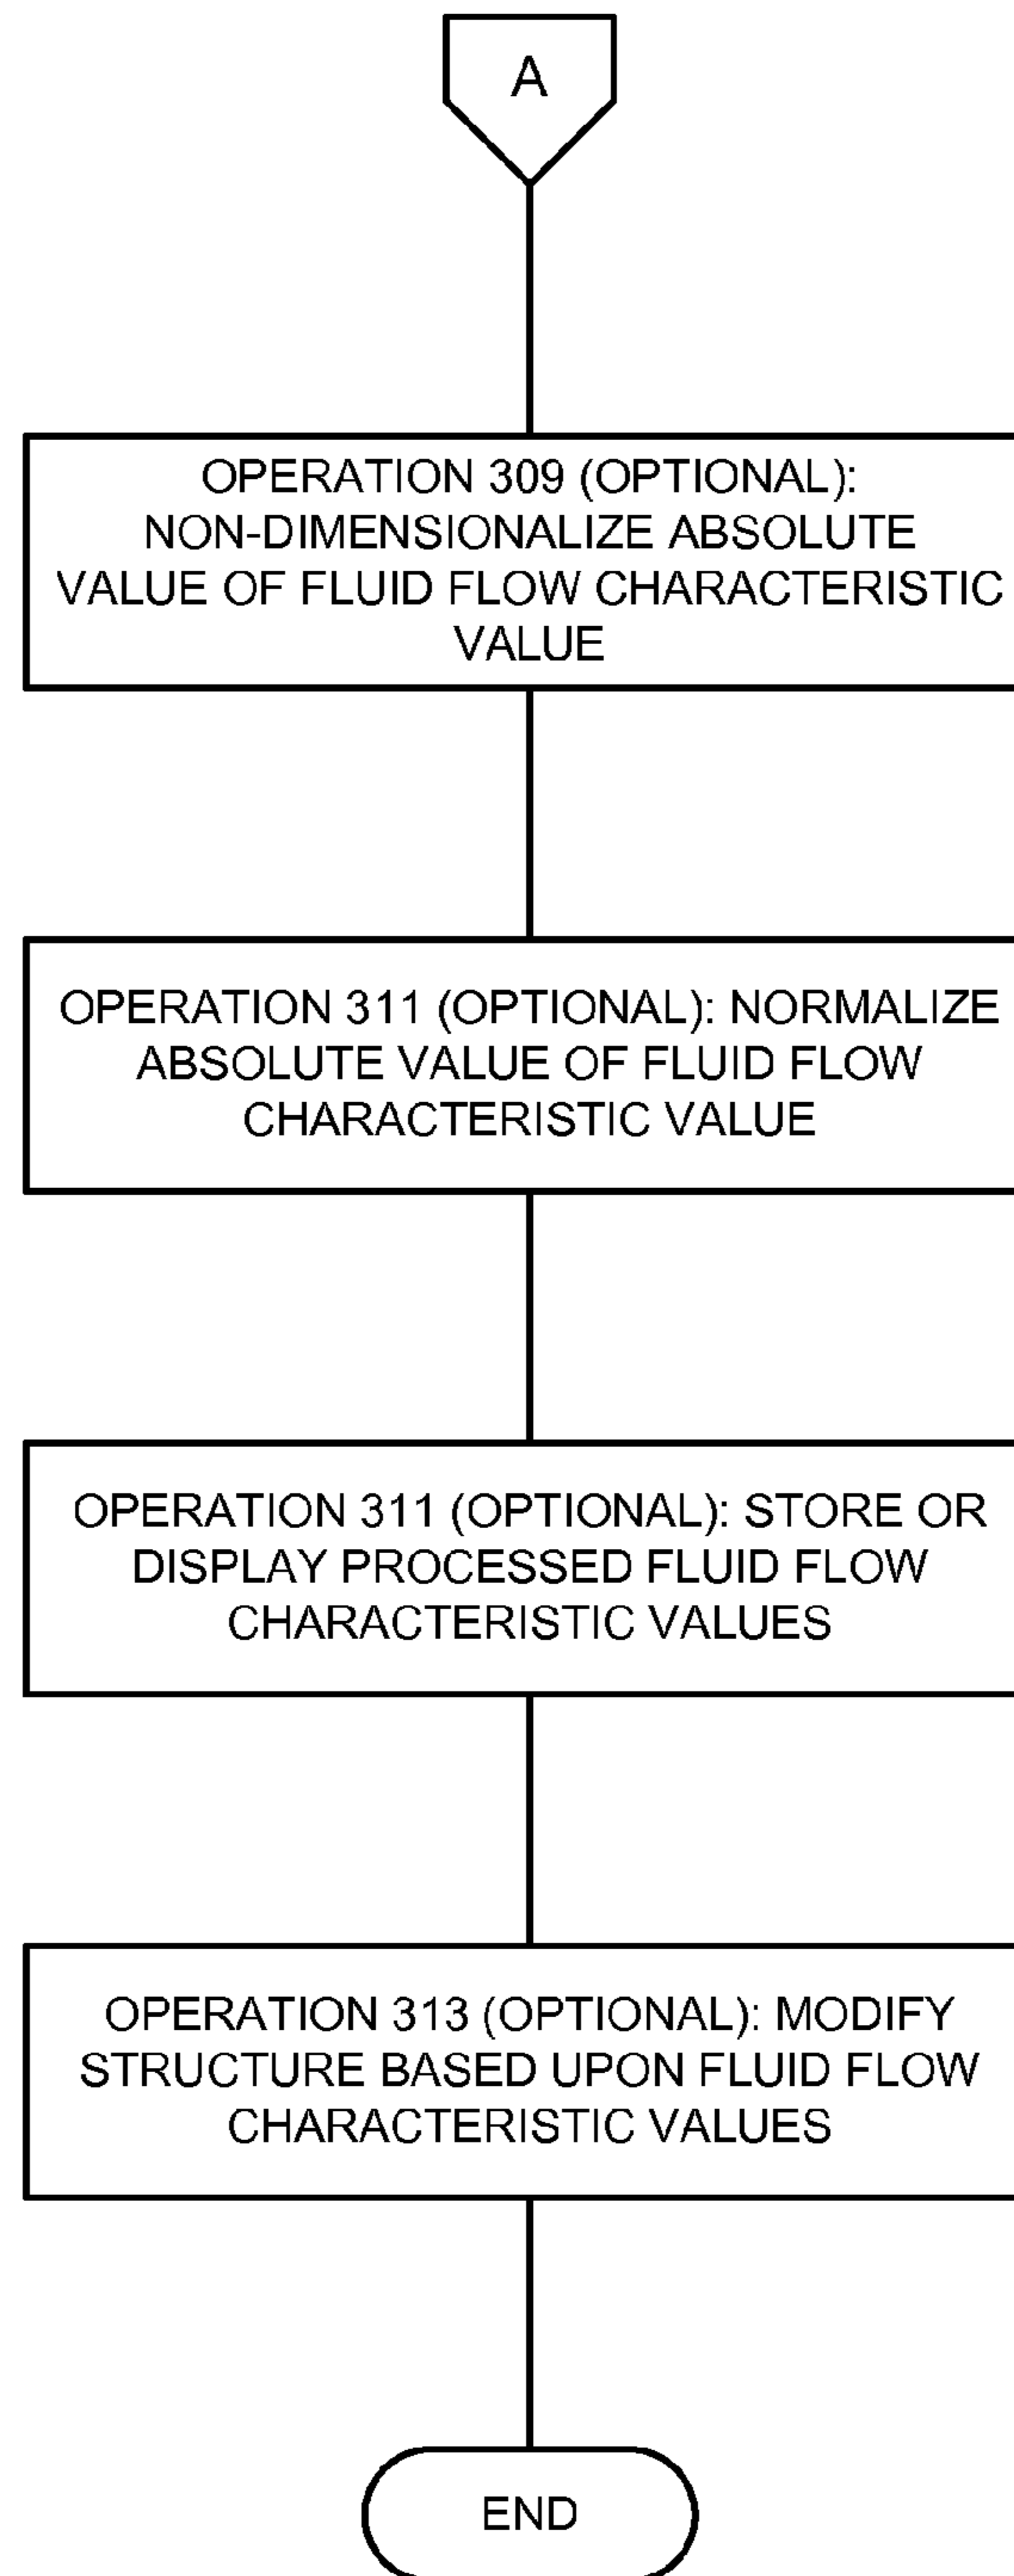 A
OPERATION 309 (OPTIONAL):
NON-DIMENSIONALIZE ABSOLUTE
VALUE OF FLUID FLOW CHARACTERISTIC
VALUE
OPERATION 311 (OPTIONAL): NORMALIZE
ABSOLUTE VALUE OF FLUID FLOW
CHARACTERISTIC VALUE
OPERATION 311 (OPTIONAL): STORE OR
DISPLAY PROCESSED FLUID FLOW
CHARACTERISTIC VALUES
OPERATION 313 (OPTIONAL): MODIFY
STRUCTURE BASED UPON FLUID FLOW
CHARACTERISTIC VALUES
END